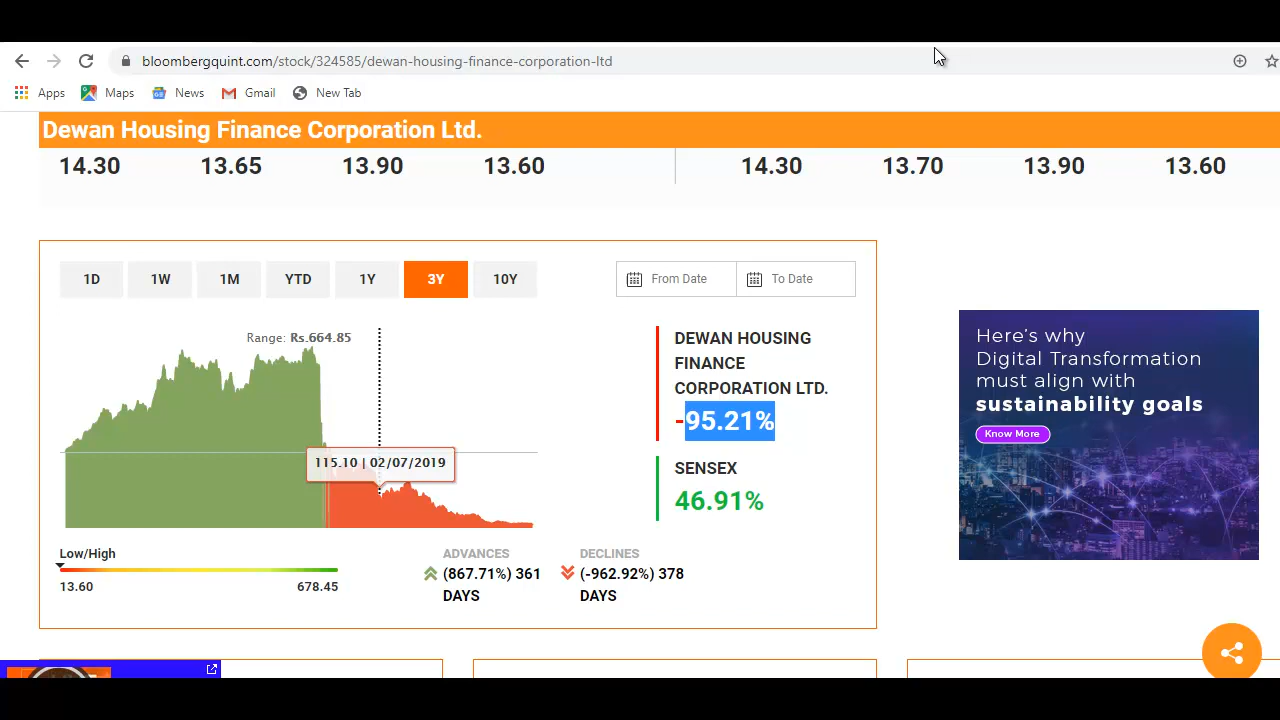 bloombergquint.com/stock/324585/dewan-housing-finance-corporation-ltd
Apps Maps News Gmail New Tab
Dewan Housing Finance Corporation Ltd.
14.30 13.65 13.90 13.60 14.30 13.70 13.90 13.60
1D 1W 1M YTD 1Y 3Y 10Y From Date To Date
Range: Rs.664.85
115.10 | 02/07/2019
Low/High
13.60 678.45
ADVANCES
(867.71%) 361
DAYS
DECLINES
(-962.92%) 378
DAYS
DEWAN HOUSING
FINANCE
CORPORATION LTD.
-95.21%
SENSEX
46.91%
Here's why
Digital Transformation
must align with
sustainability goals
Know More